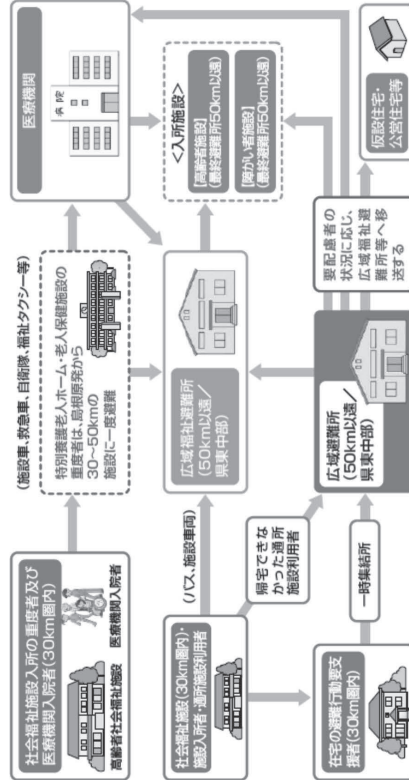 社会福祉施設入所の重度者及び
医療機関入院者(30km圏内)
高齢者社会福祉施設
医療機関入院者
(施設車、救急車、自衛隊、福祉タクシー等)
特別養護老人ホーム・老人保健施設の
重度者は、島根原発から
30~50kmの
施設に一度避難
医療機関
病院
社会福祉施設(30km圏内)・
施設入所者・通所施設利用者
(バス、施設車両)
広域福祉避難所
(50km以遠/
県東中部)
<入所施設>
【高齢者施設】
(最終避難所50km以遠)
【障がい者施設】
(最終避難所50km以遠)
帰宅できな
かった通所
施設利用者
在宅の避難行動要支
援者(30km圏内)
一時集結所
広域避難所
(50km以遠/
県東中部)
要配慮者の
状況に応じ、
広域福祉避
難所等へ移
送する
仮設住宅・
公営住宅等